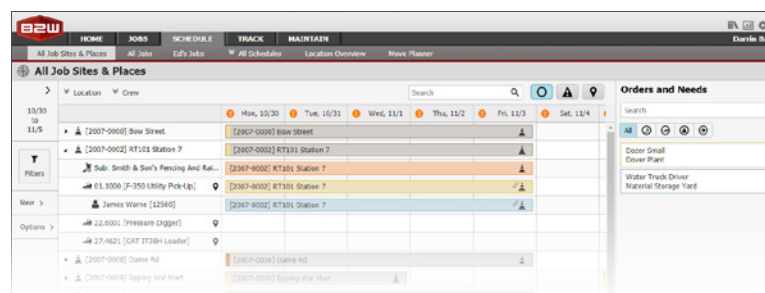 B2W
HOME JOBS SCHEDULE TRACK MAINTAIN
Darrin B
All Job Sites & Places All Jobs Ed's Jobs All Schedules Location Overview Move Planner
All Job Sites & Places
Location Crew Search
Orders and Needs
10/30 to 11/5
Mon, 10/30 Tue, 10/31 Wed, 11/1 Thu, 11/2 Fri, 11/3 Sat, 11/4
Search
All
[2007-0000] Bow Street [2007-0000] Bow Street
[2007-0002] RT101 Station 7 [2007-0002] RT101 Station 7
Dozer Small
Dover Plant
Filters
Sub: Smith & Son's Fencing And Rai... [2007-0002] RT101 Station 7
Water Truck Driver
Material Storage Yard
01.1000 [F-350 Utility Pick-Up] [2007-0002] RT101 Station 7
New >
James Warne [12560] [2007-0002] RT101 Station 7
Options >
22.6001 [Pressure Digger]
27.4621 [CAT IT38H Loader]
[2007-0006] Dame Rd [2007-0006] Dame Rd
[2007-0009] Epping Wal Mart [2007-0009] Epping Wal Mart